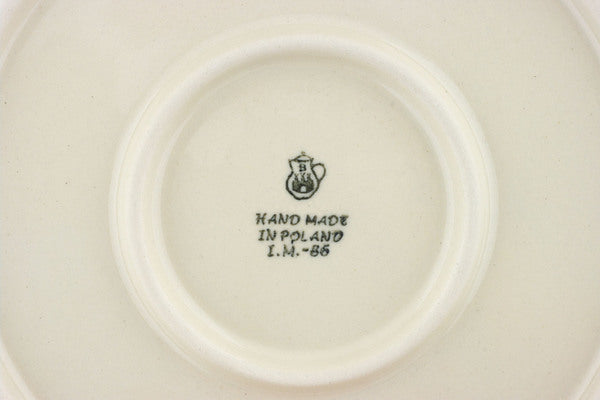 B
HAND MADE
IN POLAND
I.M.-86